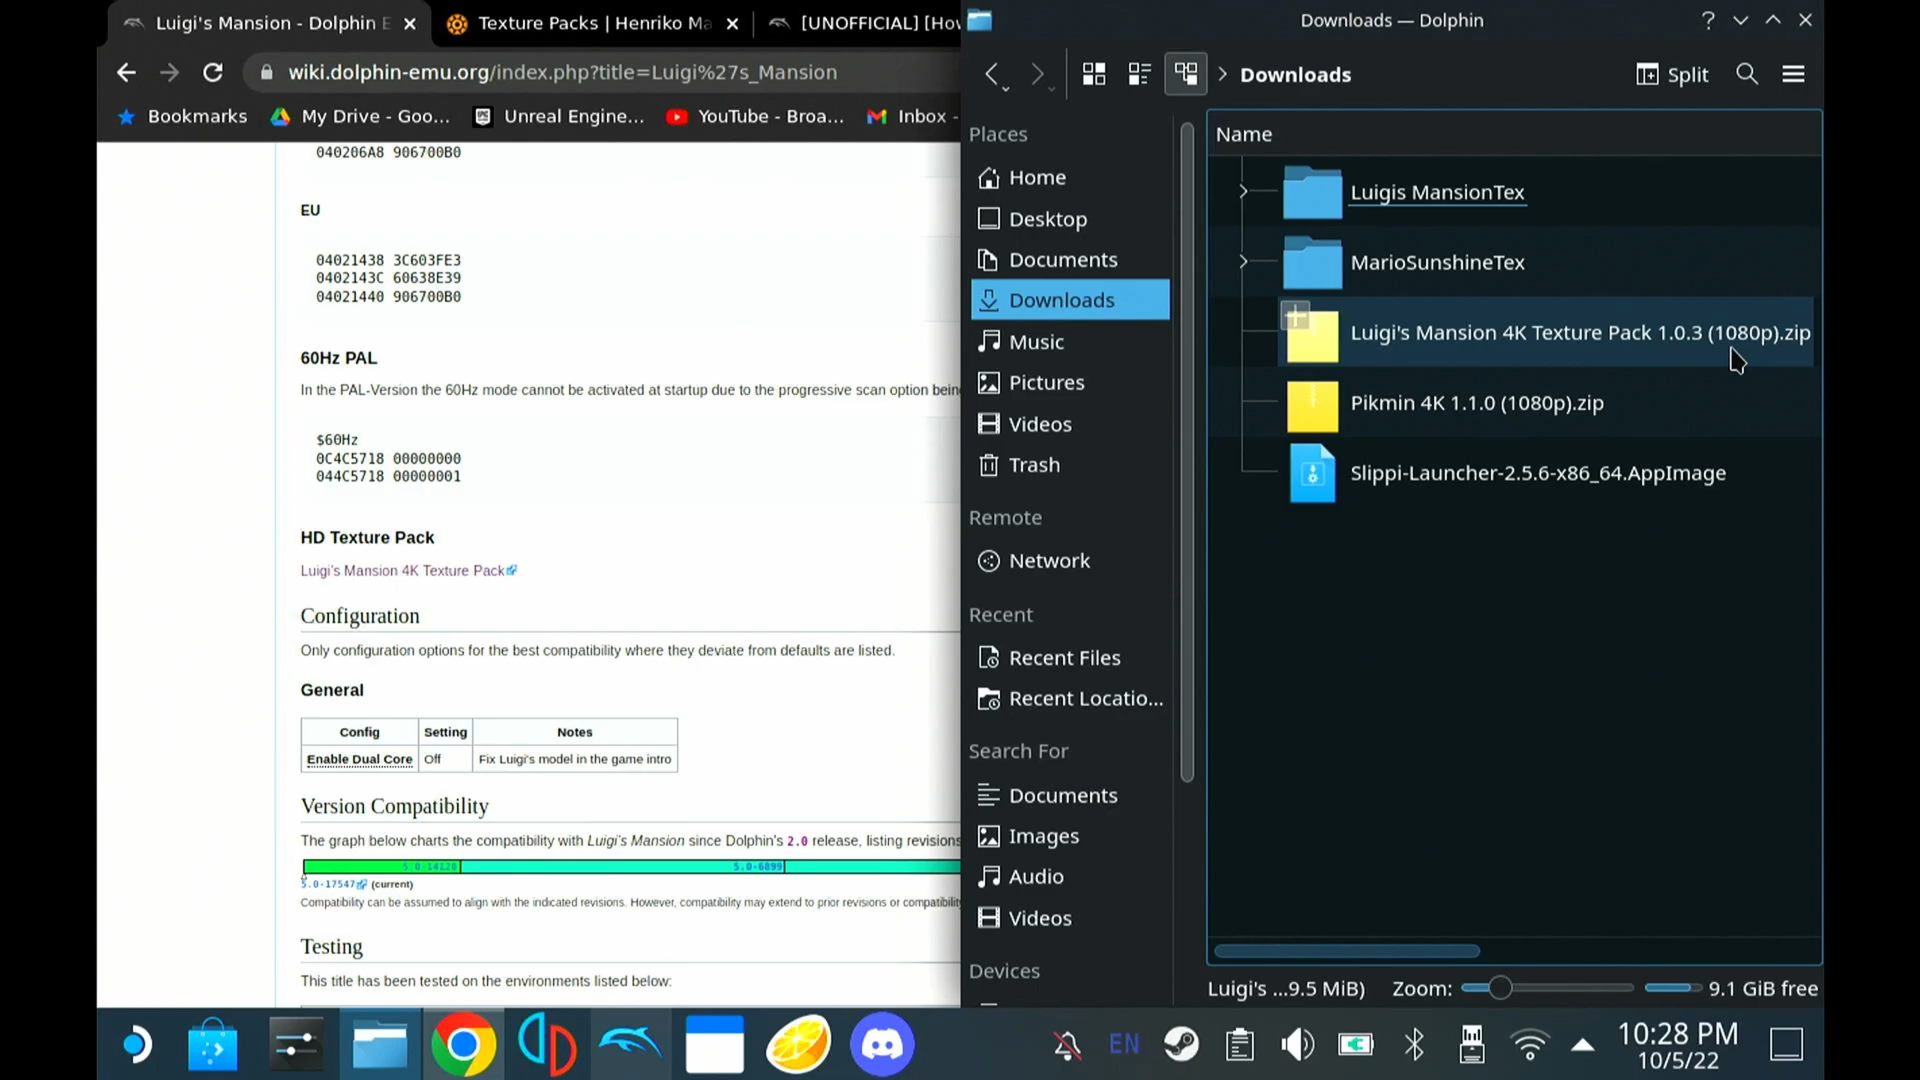 Luigi's Mansion - Dolphin E
Texture Packs | Henriko Ma
[UNOFFICIAL] [Hov
wiki.dolphin-emu.org/index.php?title=Luigi%27s_Mansion
Bookmarks
My Drive - Goo...
Unreal Engine...
YouTube - Broa...
Inbox -
040206A8 906700B0
EU
04021438 3C603FE3
0402143C 60638E39
04021440 906700B0
60Hz PAL
In the PAL-Version the 60Hz mode cannot be activated at startup due to the progressive scan option bein
$60Hz
0C4C5718 00000000
044C5718 00000001
HD Texture Pack
Luigi's Mansion 4K Texture Pack
Configuration
Only configuration options for the best compatibility where they deviate from defaults are listed.
General
Config Setting Notes
Enable Dual Core Off Fix Luigi's model in the game intro
Version Compatibility
The graph below charts the compatibility with Luigi's Mansion since Dolphin's 2.0 release, listing revisions
5.0-14120 5.0-6899
5.0-17547 (current)
Compatibility can be assumed to align with the indicated revisions. However, compatibility may extend to prior revisions or compatibility
Testing
This title has been tested on the environments listed below:
Downloads — Dolphin
Downloads
Split
Places
Home
Desktop
Documents
Downloads
Music
Pictures
Videos
Trash
Remote
Network
Recent
Recent Files
Recent Locatio...
Search For
Documents
Images
Audio
Videos
Devices
Name
Luigis MansionTex
MarioSunshineTex
Luigi's Mansion 4K Texture Pack 1.0.3 (1080p).zip
Pikmin 4K 1.1.0 (1080p).zip
Slippi-Launcher-2.5.6-x86_64.AppImage
Luigi's ...9.5 MiB)
Zoom:
9.1 GiB free
EN
10:28 PM
10/5/22